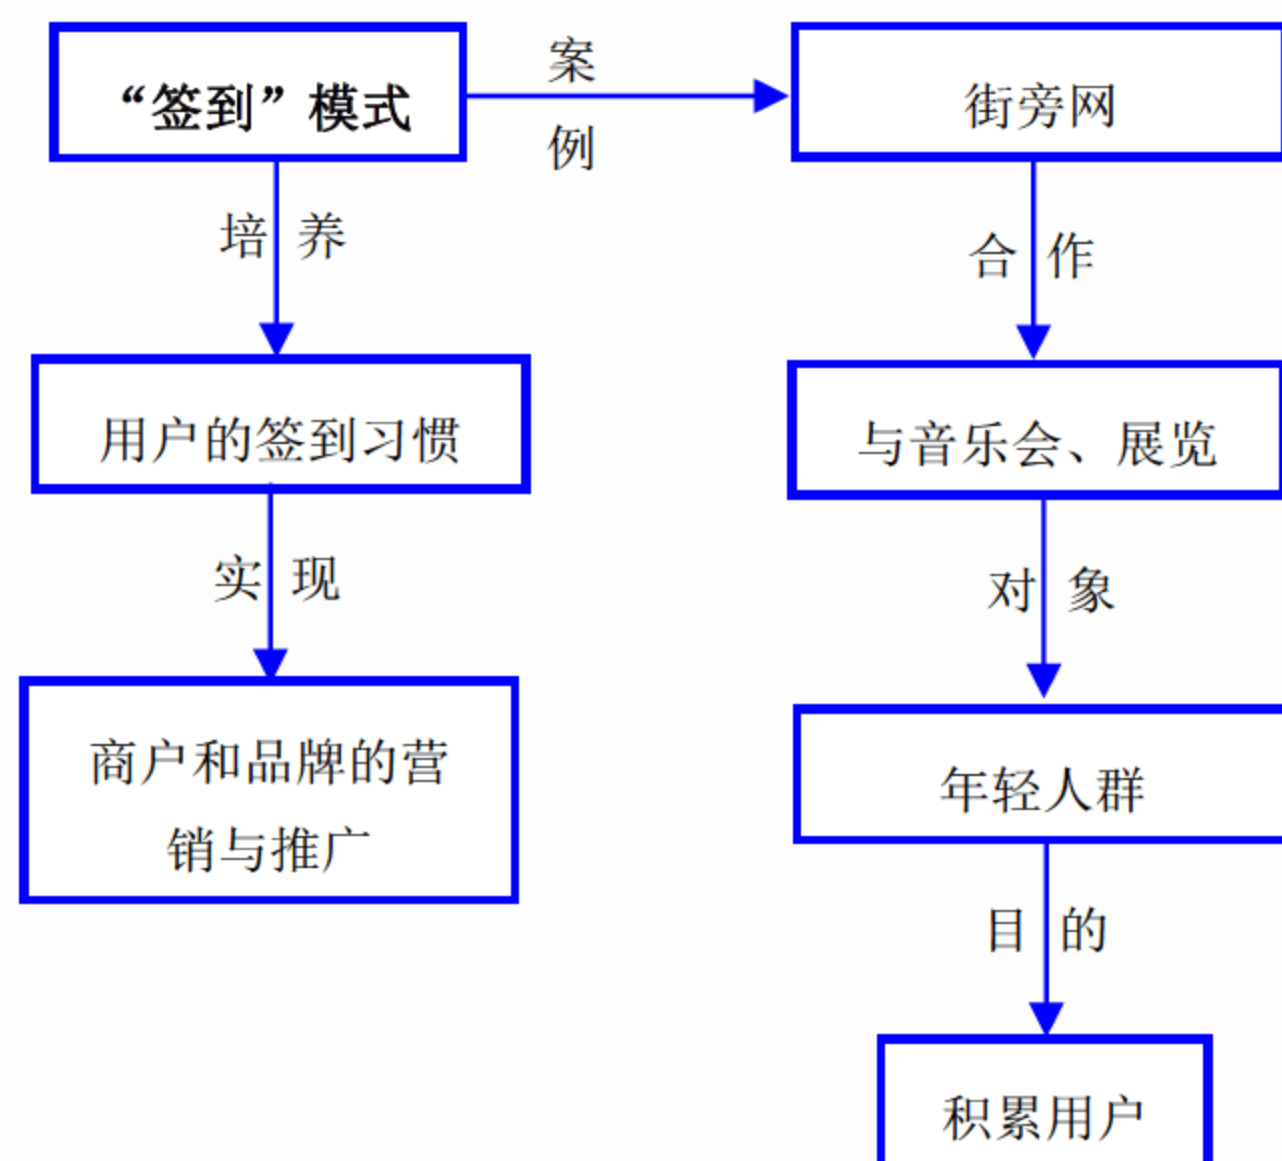 “签到”模式
案
例
街旁网
培 养
合 作
用户的签到习惯
与音乐会、展览
实 现
对 象
商户和品牌的营
销与推广
年轻人群
目 的
积累用户